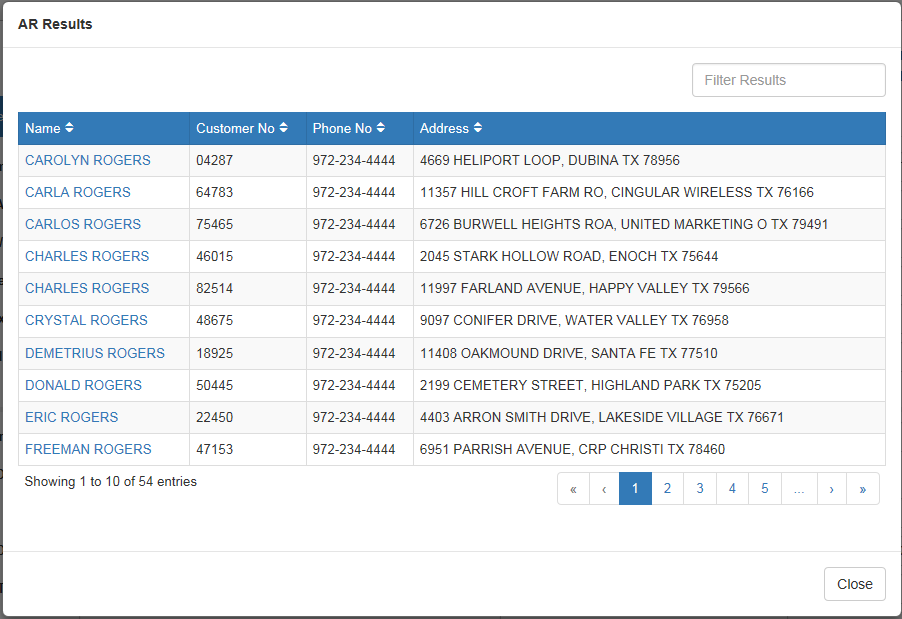 AR Results
Filter Results
Name Customer No Phone No Address
CAROLYN ROGERS 04287 972-234-4444 4669 HELIPORT LOOP, DUBINA TX 78956
CARLA ROGERS 64783 972-234-4444 11357 HILL CROFT FARM RO, CINGULAR WIRELESS TX 76166
CARLOS ROGERS 75465 972-234-4444 6726 BURWELL HEIGHTS ROA, UNITED MARKETING O TX 79491
CHARLES ROGERS 46015 972-234-4444 2045 STARK HOLLOW ROAD, ENOCH TX 75644
CHARLES ROGERS 82514 972-234-4444 11997 FARLAND AVENUE, HAPPY VALLEY TX 79566
CRYSTAL ROGERS 48675 972-234-4444 9097 CONIFER DRIVE, WATER VALLEY TX 76958
DEMETRIUS ROGERS 18925 972-234-4444 11408 OAKMOUND DRIVE, SANTA FE TX 77510
DONALD ROGERS 50445 972-234-4444 2199 CEMETERY STREET, HIGHLAND PARK TX 75205
ERIC ROGERS 22450 972-234-4444 4403 ARRON SMITH DRIVE, LAKESIDE VILLAGE TX 76671
FREEMAN ROGERS 47153 972-234-4444 6951 PARRISH AVENUE, CRP CHRISTI TX 78460
Showing 1 to 10 of 54 entries « ‹ 1 2 3 4 5 ... › »
Close